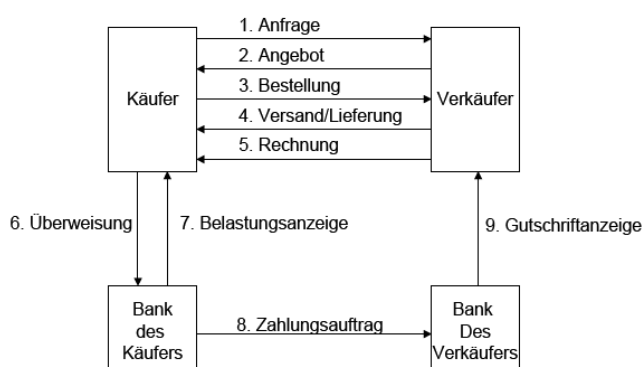 1. Anfrage
2. Angebot
3. Bestellung
Käufer
Verkäufer
4. Versand/Lieferung
5. Rechnung
6. Überweisung
7. Belastungsanzeige
9. Gutschriftanzeige
Bank
des
Käufers
8. Zahlungsauftrag
Bank
Des
Verkäufers